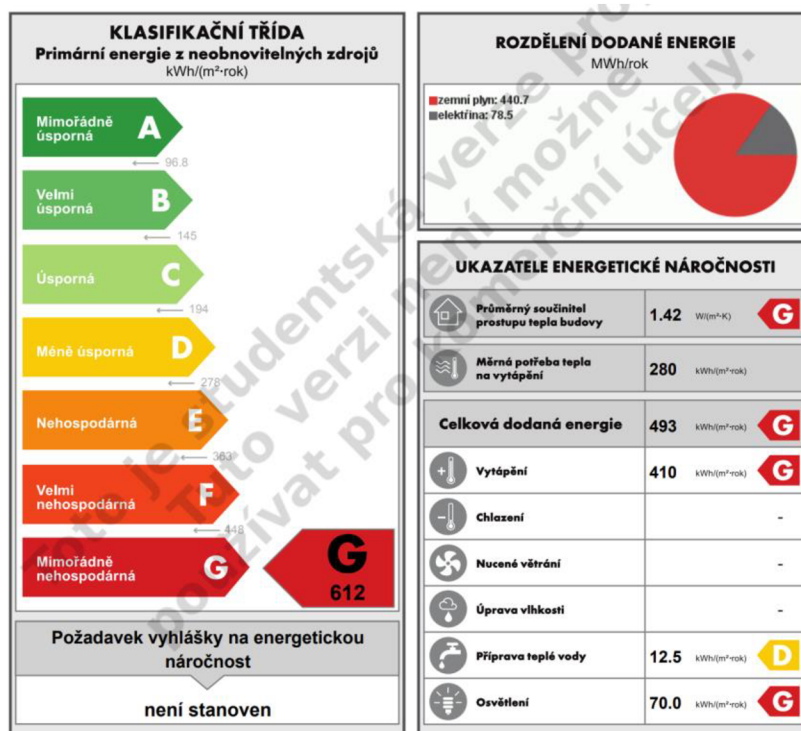 KLASIFIKAČNÍ TŘÍDA
Primární energie z neobnovitelných zdrojů
kWh/(m²·rok)
Mimořádně
úsporná
A
96.8
Velmi
úsporná
B
145
Úsporná
C
194
Méně úsporná
D
278
Nehospodárná
E
363
Velmi
nehospodárná
F
448
Mimořádně
nehospodárná
G
G
612
Požadavek vyhlášky na energetickou
náročnost
není stanoven
ROZDĚLENÍ DODANÉ ENERGIE
MWh/rok
zemní plyn: 440.7
elektřina: 78.5
UKAZATELE ENERGETICKÉ NÁROČNOSTI
Průměrný součinitel
prostupu tepla budovy
1.42 W/(m²·K) G
Měrná potřeba tepla
na vytápění
280 kWh/(m²·rok)
Celková dodaná energie 493 kWh/(m²·rok) G
Vytápění 410 kWh/(m²·rok) G
Chlazení -
Nucené větrání -
Úprava vlhkosti -
Příprava teplé vody 12.5 kWh/(m²·rok) D
Osvětlení 70.0 kWh/(m²·rok) G
Toto je studentská verze pro
Tuto verzi není možné
používat pro komerční účely.